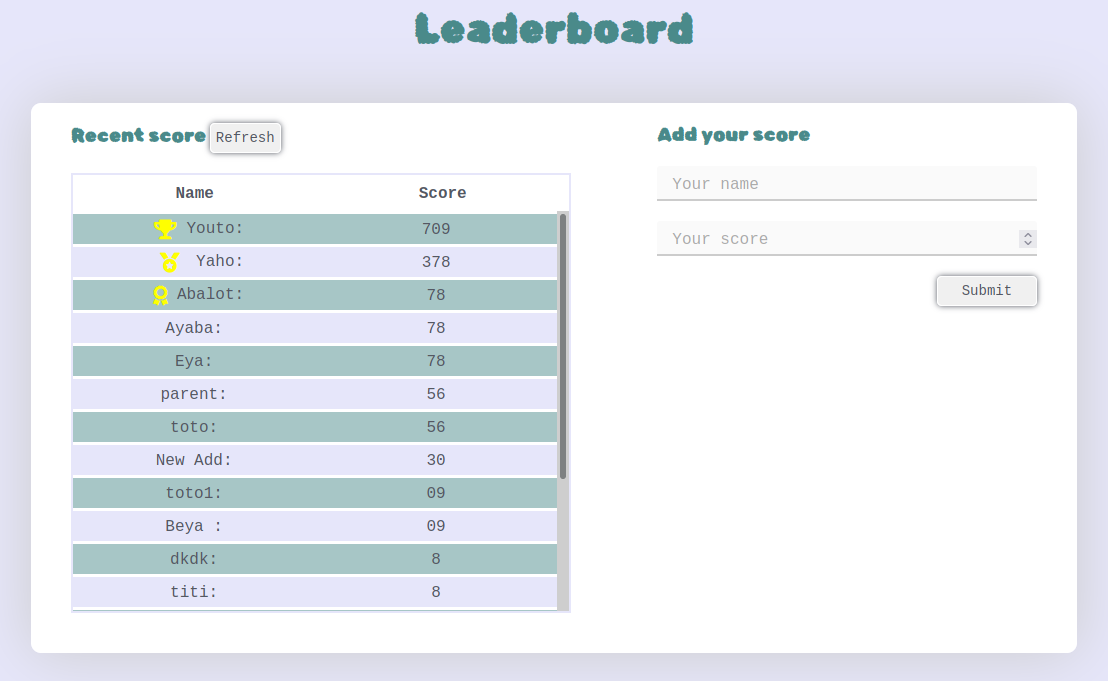 Leaderboard
Recent score Refresh
Name Score
Youto: 709
Yaho: 378
Abalot: 78
Ayaba: 78
Eya: 78
parent: 56
toto: 56
New Add: 30
toto1: 09
Beya : 09
dkdk: 8
titi: 8
Add your score
Your name
Your score
Submit